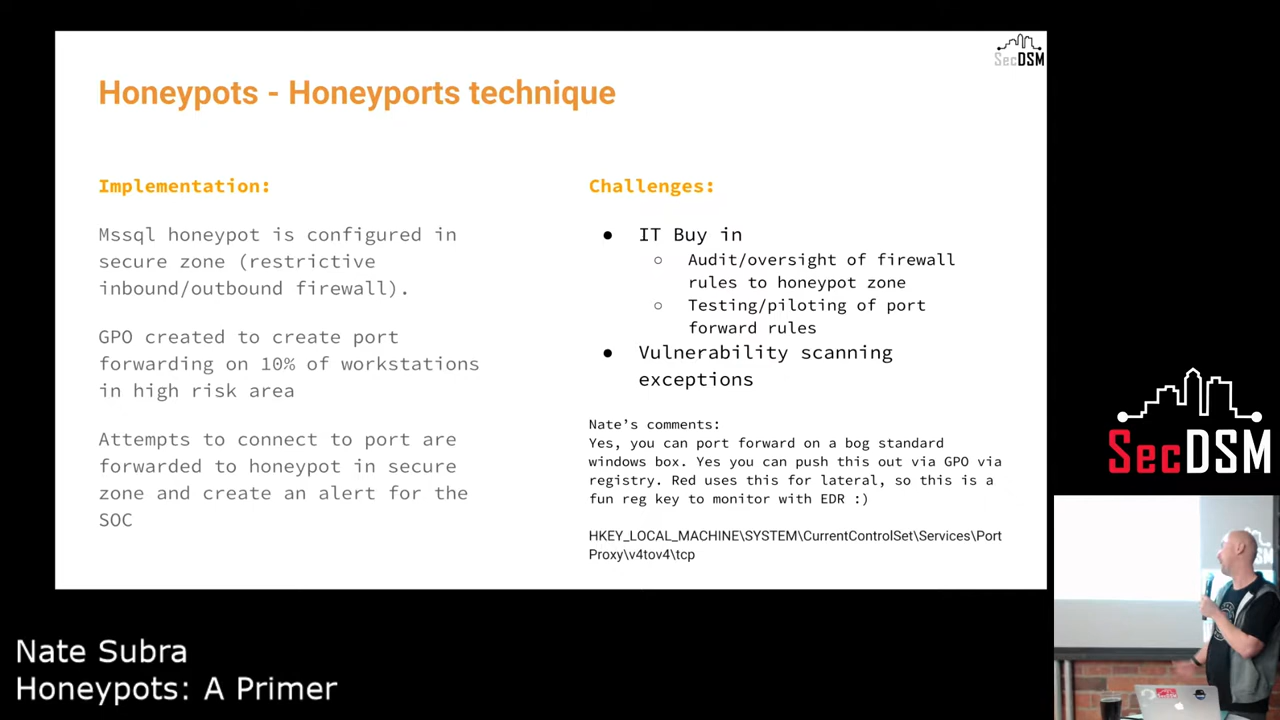 SecDSM
Honeypots - Honeyports technique
Implementation:
Mssql honeypot is configured in
secure zone (restrictive
inbound/outbound firewall).
GPO created to create port
forwarding on 10% of workstations
in high risk area
Attempts to connect to port are
forwarded to honeypot in secure
zone and create an alert for the
SOC
Challenges:
● IT Buy in
○ Audit/oversight of firewall
rules to honeypot zone
○ Testing/piloting of port
forward rules
● Vulnerability scanning
exceptions
Nate's comments:
Yes, you can port forward on a bog standard
windows box. Yes you can push this out via GPO via
registry. Red uses this for lateral, so this is a
fun reg key to monitor with EDR :)
HKEY_LOCAL_MACHINE\SYSTEM\CurrentControlSet\Services\Port
Proxy\v4tov4\tcp
SecDSM
Nate Subra
Honeypots: A Primer